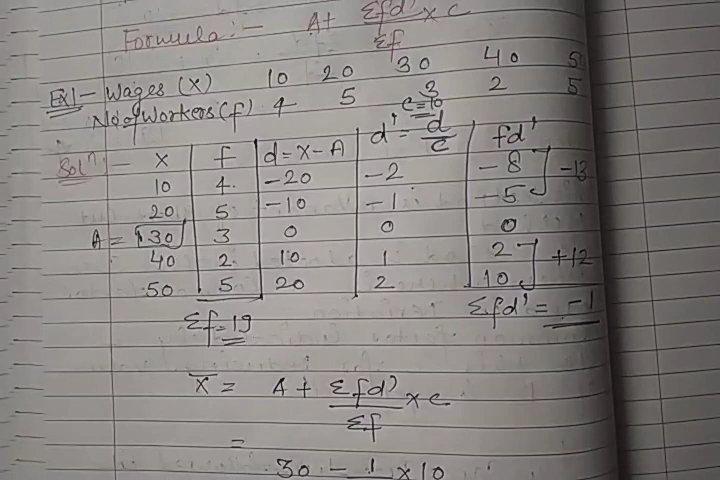 Formula:- A+ Σfd'/Σf × c
Ex1- Wages (X) 10 20 30 40 50
No of Workers (f) 4 5 3 2 5
c=10
Solⁿ:- X f d=X-A d'=d/c fd'
10 4 -20 -2 -8 -13
20 5 -10 -1 -5
A= 30 3 0 0 0
40 2 10 1 2 +12
50 5 20 2 10
Σf=19 Σfd'= -1
X̄ = A + Σfd'/Σf × c
=
30 - 1 × 10